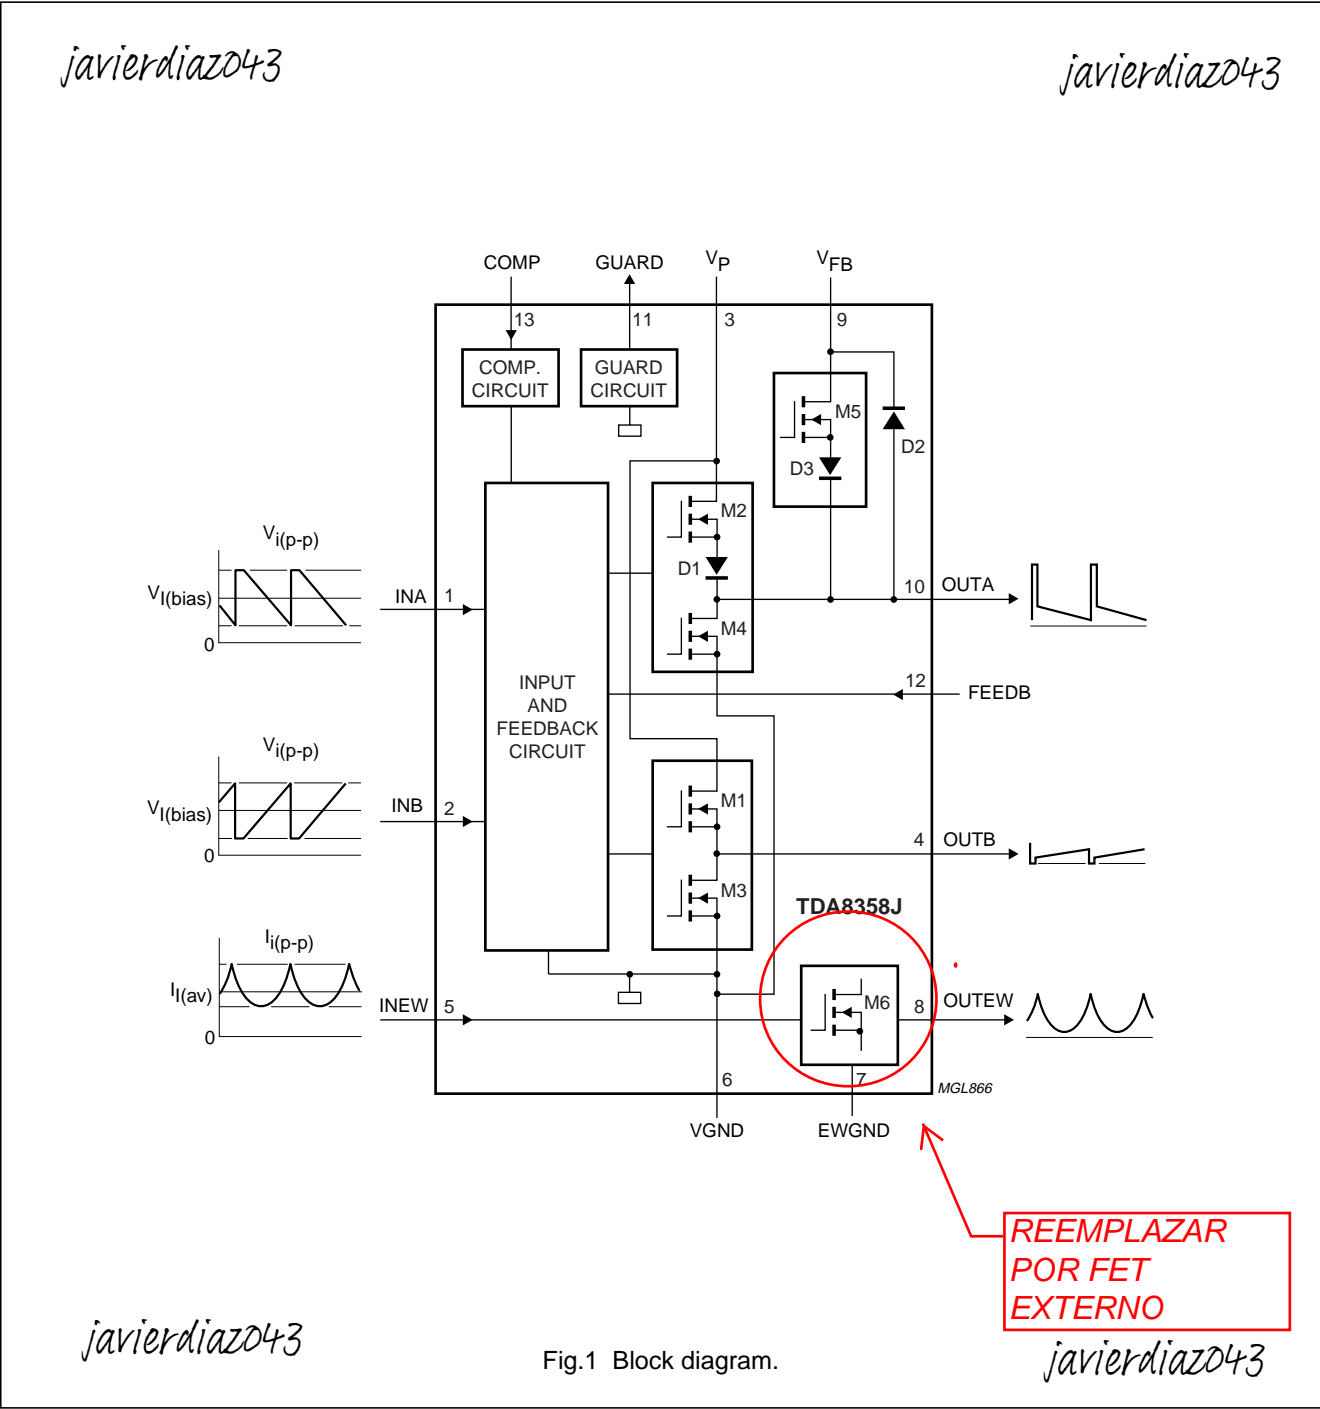 javierdiaz043
javierdiaz043
COMP
GUARD
VP
VFB
13
11
3
9
COMP.
CIRCUIT
GUARD
CIRCUIT
M5
D2
D3
M2
D1
M4
Vi(p-p)
VI(bias)
0
INA
1
10
OUTA
12
FEEDB
INPUT
AND
FEEDBACK
CIRCUIT
Vi(p-p)
VI(bias)
0
INB
2
M1
4
OUTB
M3
TDA8358J
Ii(p-p)
II(av)
0
INEW
5
M6
8
OUTEW
6
7
MGL866
VGND
EWGND
REEMPLAZAR
POR FET
EXTERNO
javierdiaz043
Fig.1 Block diagram.
javierdiaz043